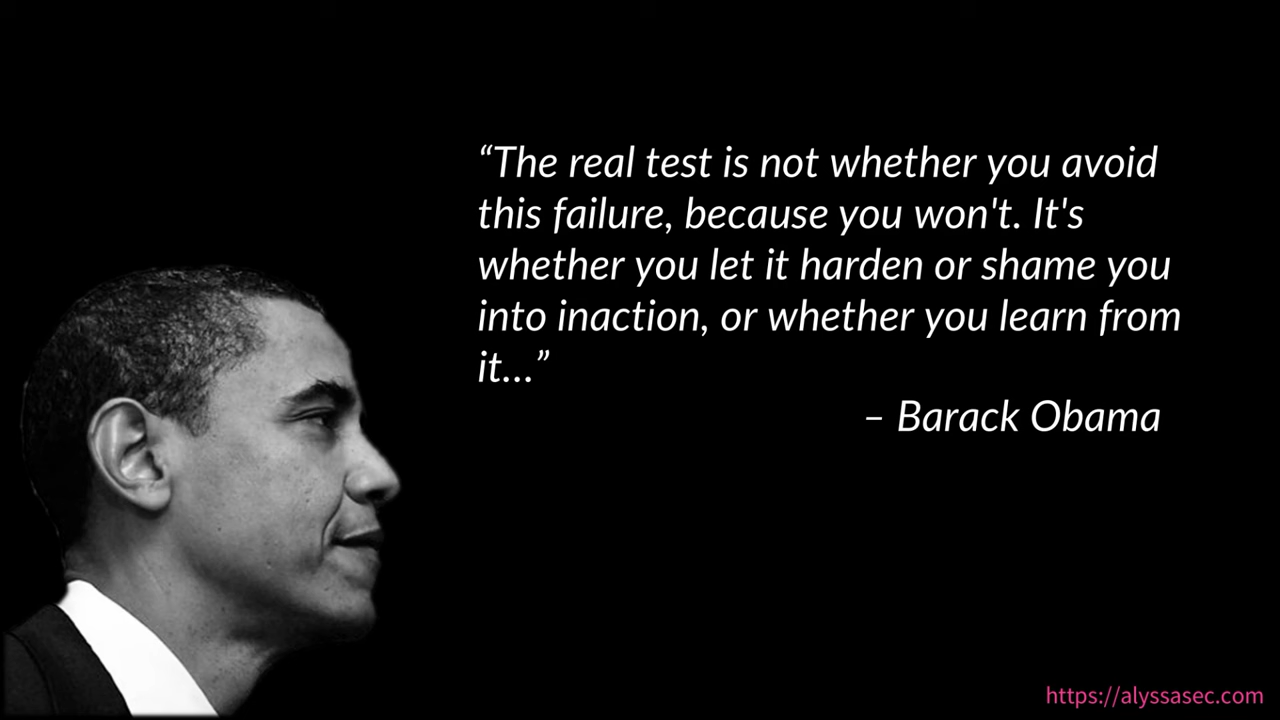 “The real test is not whether you avoid
this failure, because you won't. It's
whether you let it harden or shame you
into inaction, or whether you learn from
it...”
– Barack Obama
https://alyssasec.com